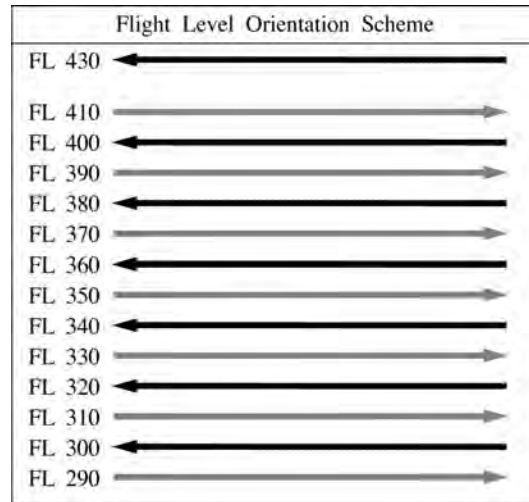 Flight Level Orientation Scheme
FL 430
FL 410
FL 400
FL 390
FL 380
FL 370
FL 360
FL 350
FL 340
FL 330
FL 320
FL 310
FL 300
FL 290